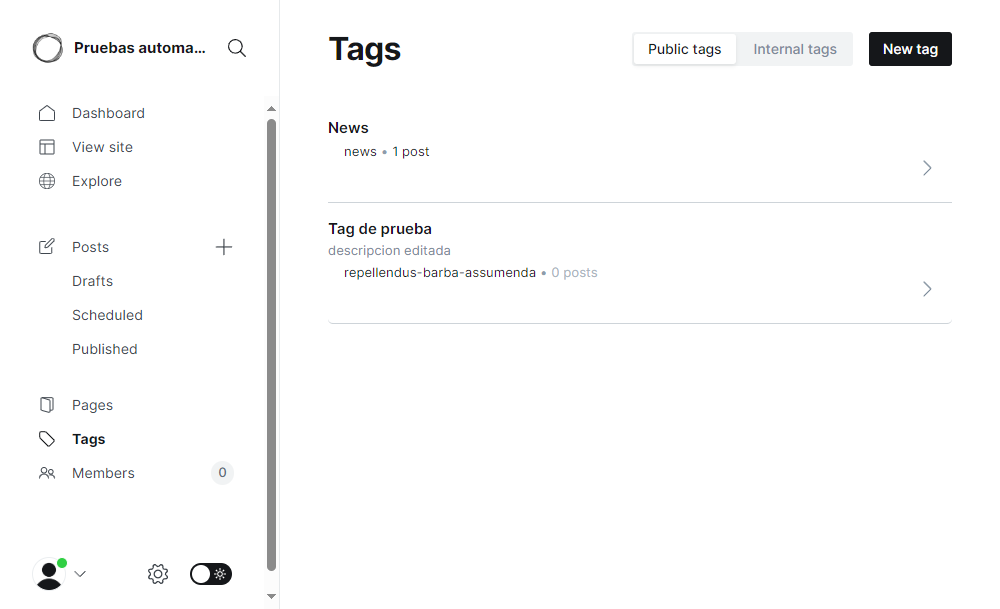 Pruebas automa...
Dashboard
View site
Explore
Posts
Drafts
Scheduled
Published
Pages
Tags
Members
0
Tags
Public tags
Internal tags
New tag
News
news • 1 post
Tag de prueba
descripcion editada
repellendus-barba-assumenda • 0 posts